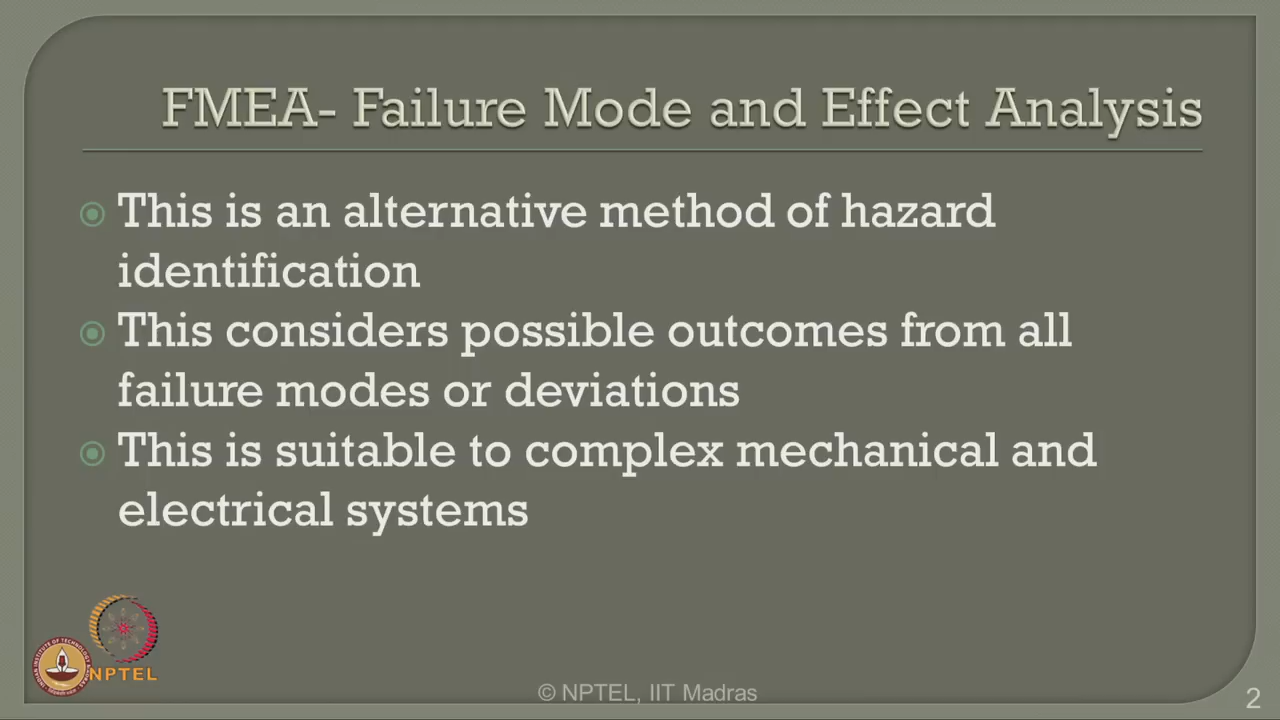 FMEA- Failure Mode and Effect Analysis
This is an alternative method of hazard
identification
This considers possible outcomes from all
failure modes or deviations
This is suitable to complex mechanical and
electrical systems
NPTEL
© NPTEL, IIT Madras
2